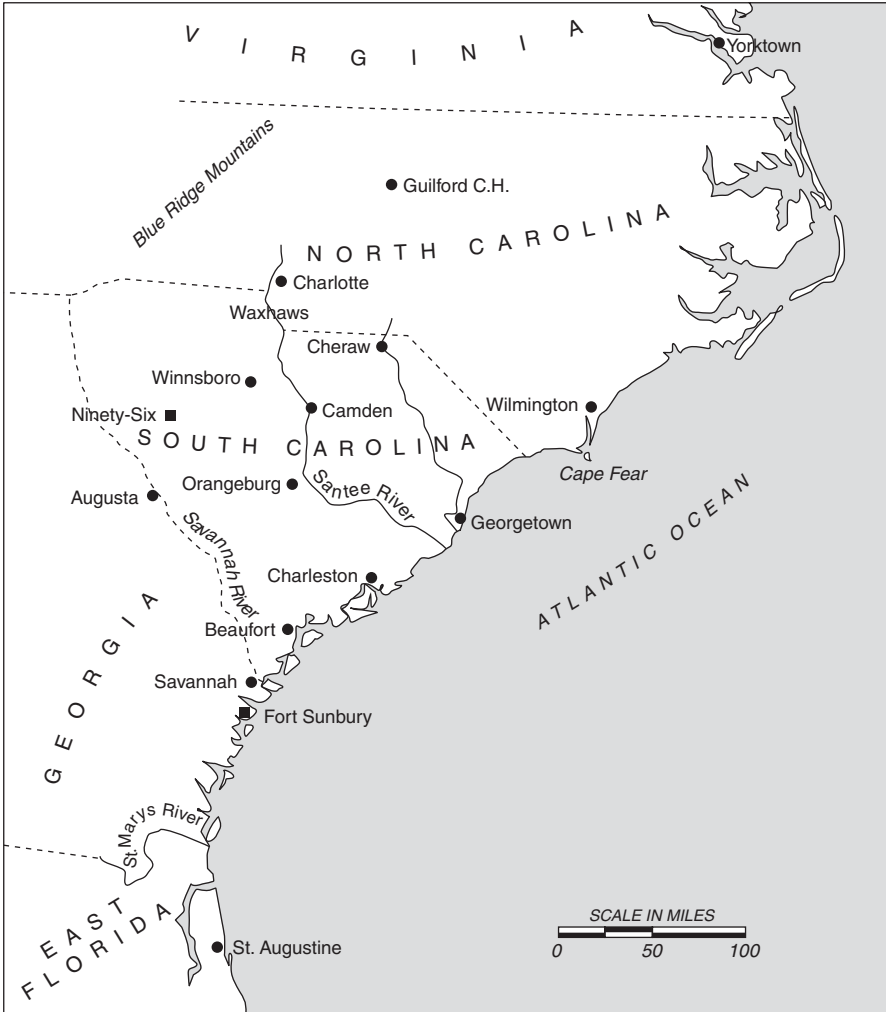 VIRGINIA
Yorktown
Blue Ridge Mountains
Guilford C.H.
NORTH CAROLINA
Charlotte
Waxhaws
Cheraw
Winnsboro
Ninety-Six
Camden
Wilmington
SOUTH CAROLINA
Cape Fear
Augusta
Orangeburg
Santee River
Georgetown
ATLANTIC OCEAN
Savannah River
Charleston
GEORGIA
Beaufort
Savannah
Fort Sunbury
St. Marys River
EAST
FLORIDA
St. Augustine
SCALE IN MILES
0 50 100